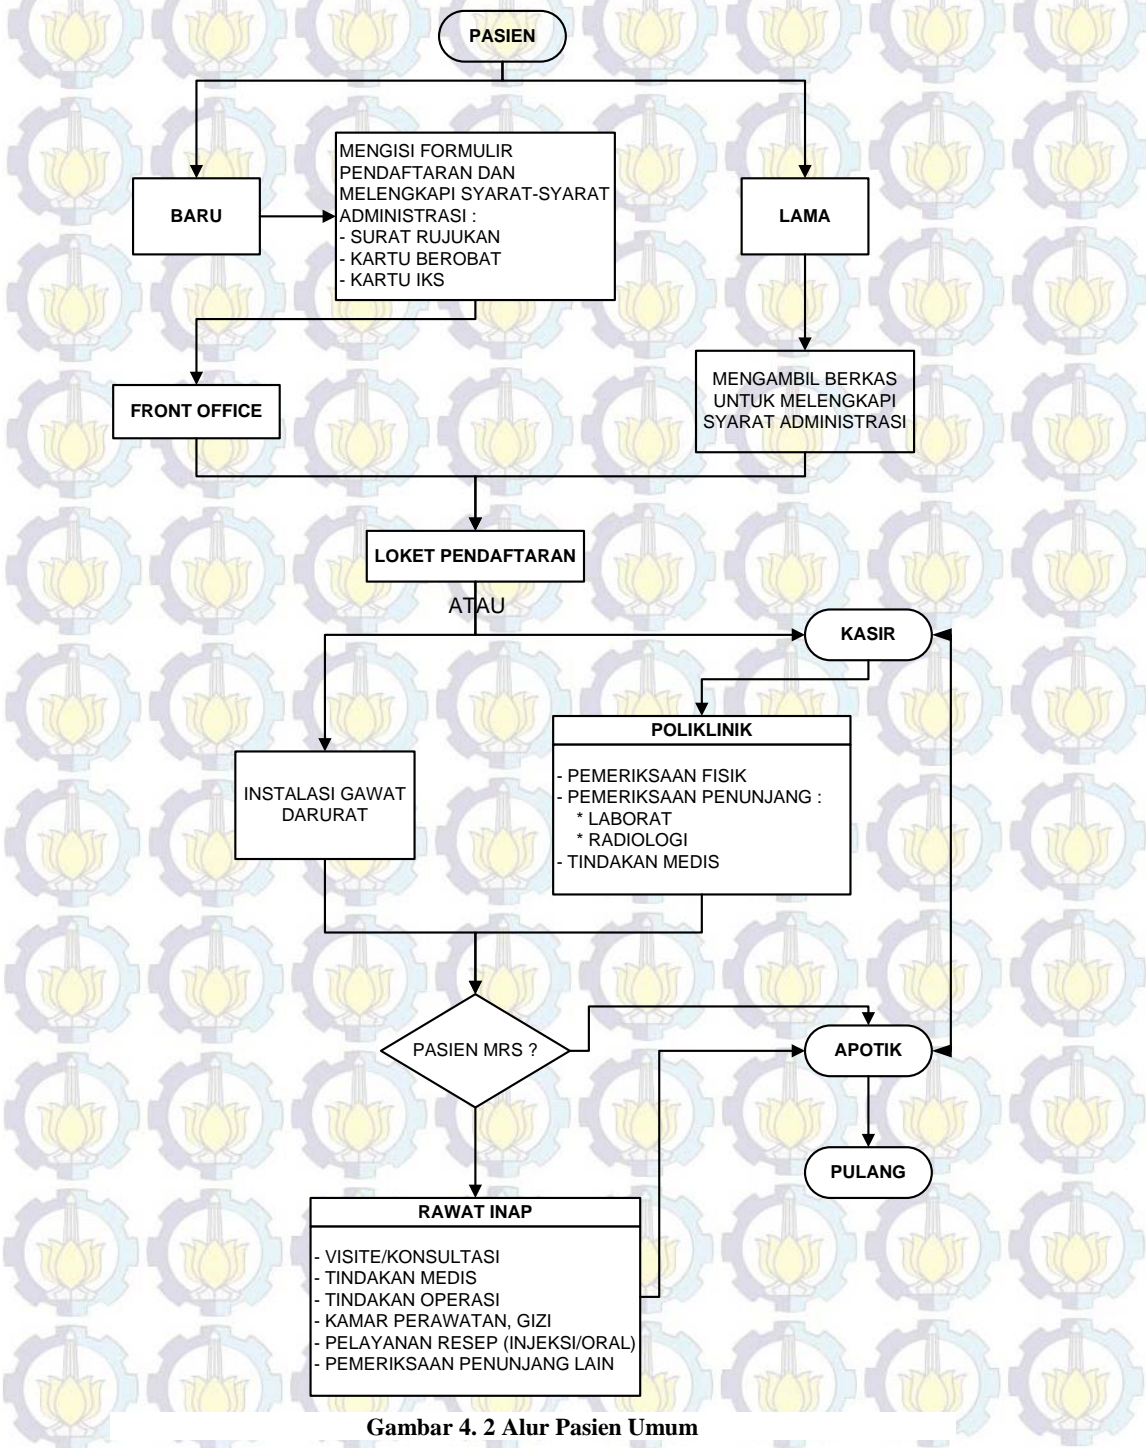 PASIEN
BARU
MENGISI FORMULIR
PENDAFTARAN DAN
MELENGKAPI SYARAT-SYARAT
ADMINISTRASI :
- SURAT RUJUKAN
- KARTU BEROBAT
- KARTU IKS
LAMA
FRONT OFFICE
MENGAMBIL BERKAS
UNTUK MELENGKAPI
SYARAT ADMINISTRASI
LOKET PENDAFTARAN
ATAU
KASIR
POLIKLINIK
- PEMERIKSAAN FISIK
- PEMERIKSAAN PENUNJANG :
* LABORAT
* RADIOLOGI
- TINDAKAN MEDIS
INSTALASI GAWAT
DARURAT
PASIEN MRS ?
APOTIK
PULANG
RAWAT INAP
- VISITE/KONSULTASI
- TINDAKAN MEDIS
- TINDAKAN OPERASI
- KAMAR PERAWATAN, GIZI
- PELAYANAN RESEP (INJEKSI/ORAL)
- PEMERIKSAAN PENUNJANG LAIN
Gambar 4. 2 Alur Pasien Umum